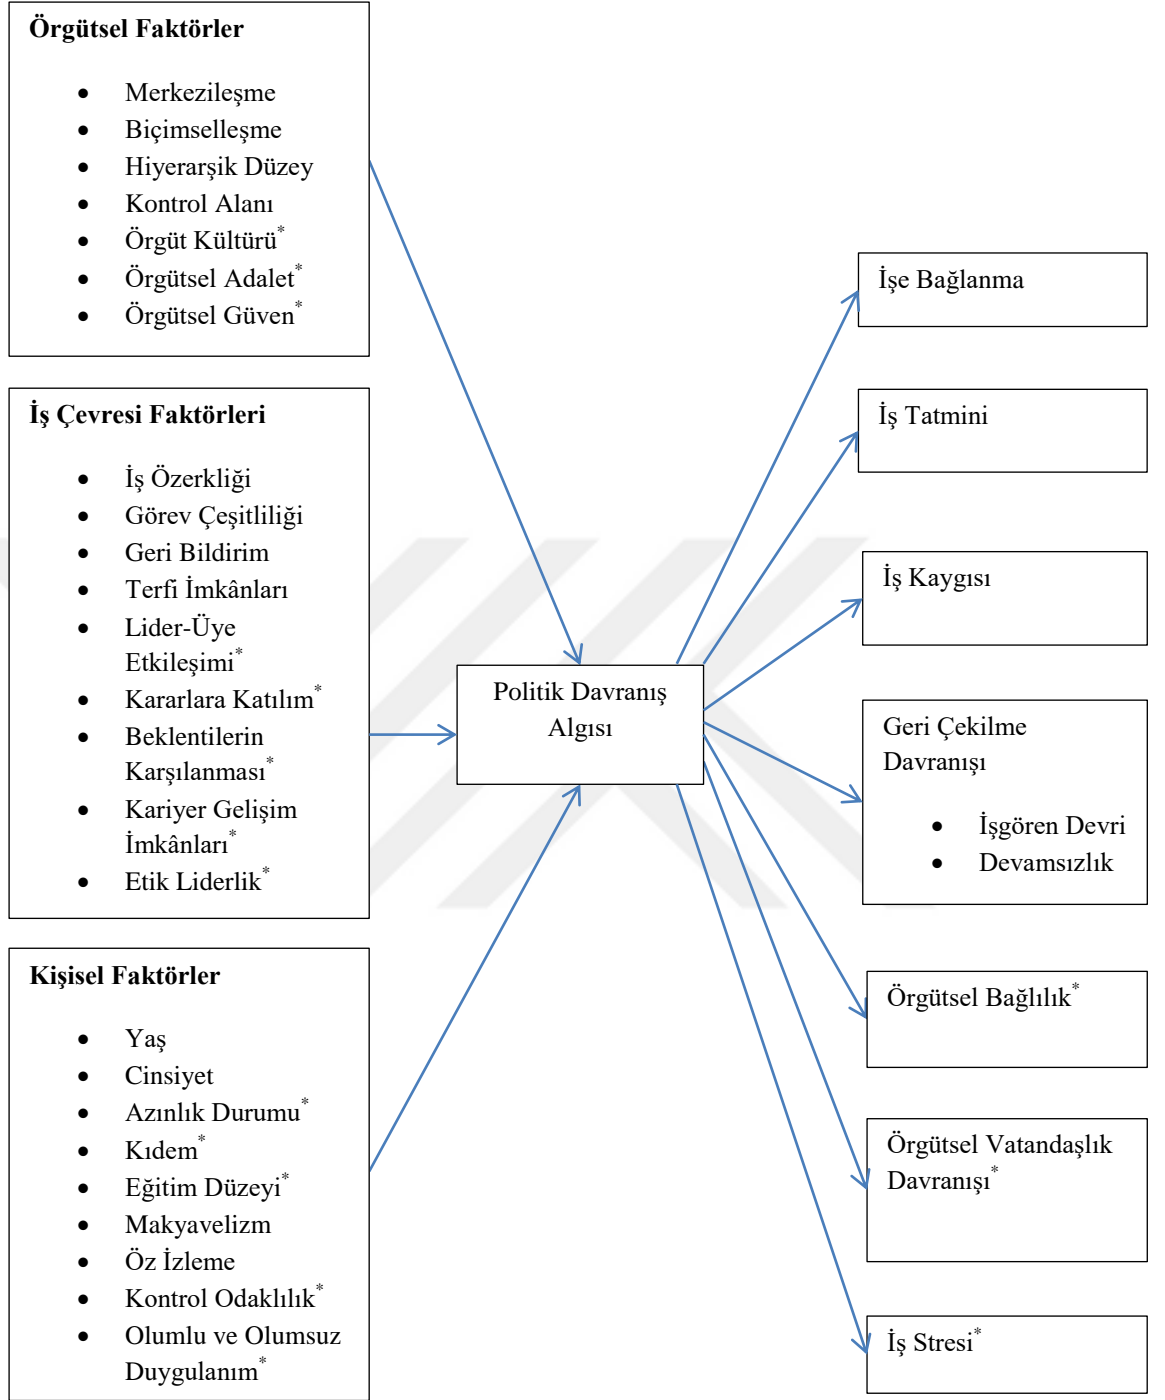 Örgütsel Faktörler
• Merkezileşme
• Biçimselleşme
• Hiyerarşik Düzey
• Kontrol Alanı
• Örgüt Kültürü*
• Örgütsel Adalet*
• Örgütsel Güven*
İş Çevresi Faktörleri
• İş Özerkliği
• Görev Çeşitliliği
• Geri Bildirim
• Terfi İmkânları
• Lider-Üye
Etkileşimi*
• Kararlara Katılım*
• Beklentilerin
Karşılanması*
• Kariyer Gelişim
İmkânları*
• Etik Liderlik*
Kişisel Faktörler
• Yaş
• Cinsiyet
• Azınlık Durumu*
• Kıdem*
• Eğitim Düzeyi*
• Makyavelizm
• Öz İzleme
• Kontrol Odaklılık*
• Olumlu ve Olumsuz
Duygulanım*
Politik Davranış
Algısı
İşe Bağlanma
İş Tatmini
İş Kaygısı
Geri Çekilme
Davranışı
• İşgören Devri
• Devamsızlık
Örgütsel Bağlılık*
Örgütsel Vatandaşlık
Davranışı*
İş Stresi*